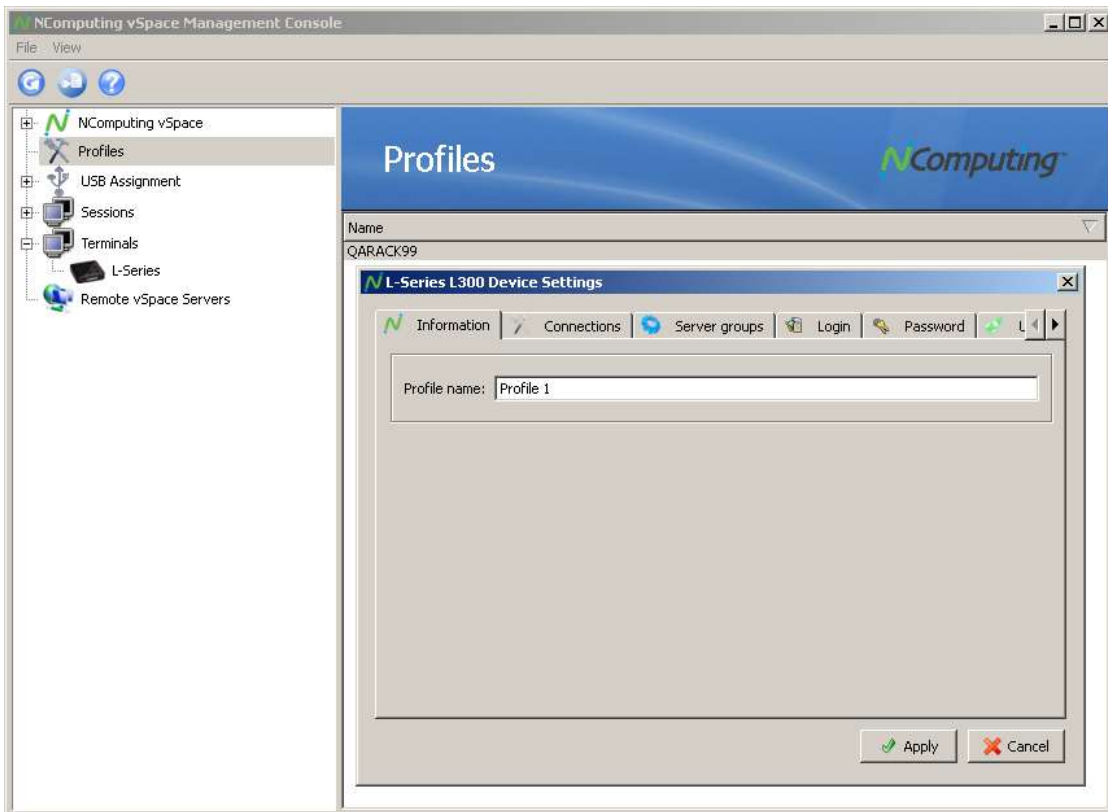 NComputing vSpace Management Console
File View
NComputing vSpace
Profiles
USB Assignment
Sessions
Terminals
L-Series
Remote vSpace Servers
Profiles
NComputing
Name
QARACK99
L-Series L300 Device Settings
Information Connections Server groups Login Password L
Profile name: Profile 1
Apply Cancel